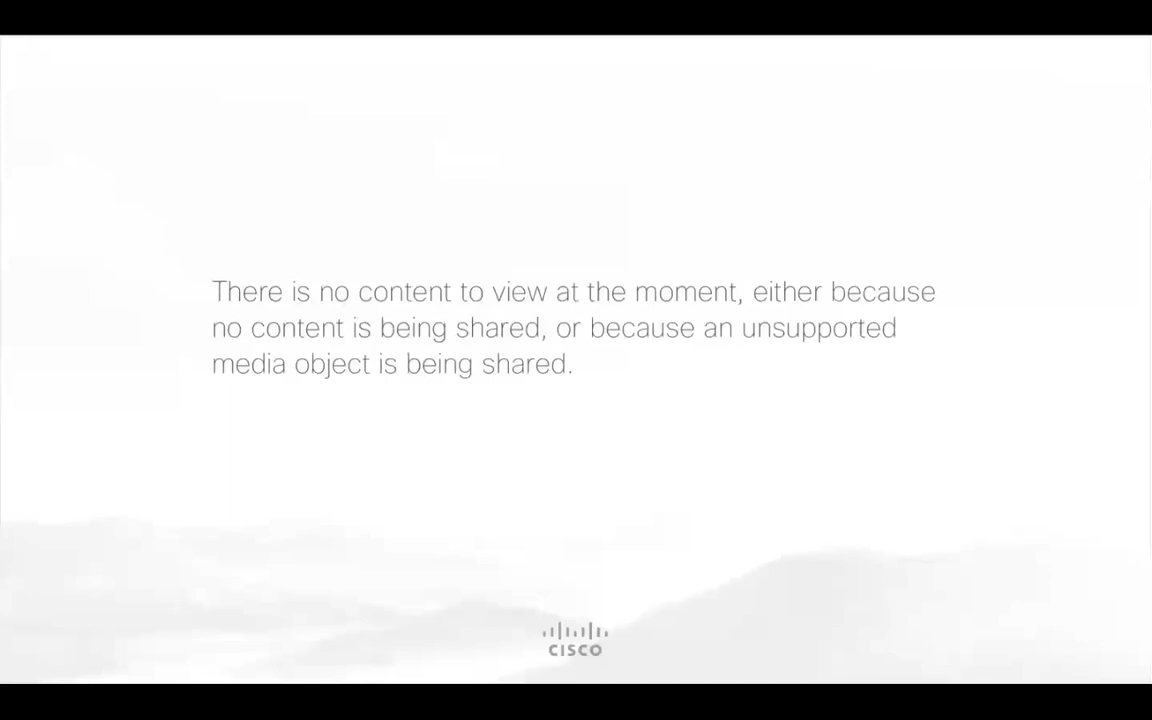 There is no content to view at the moment, either because
no content is being shared, or because an unsupported
media object is being shared.
CISCO